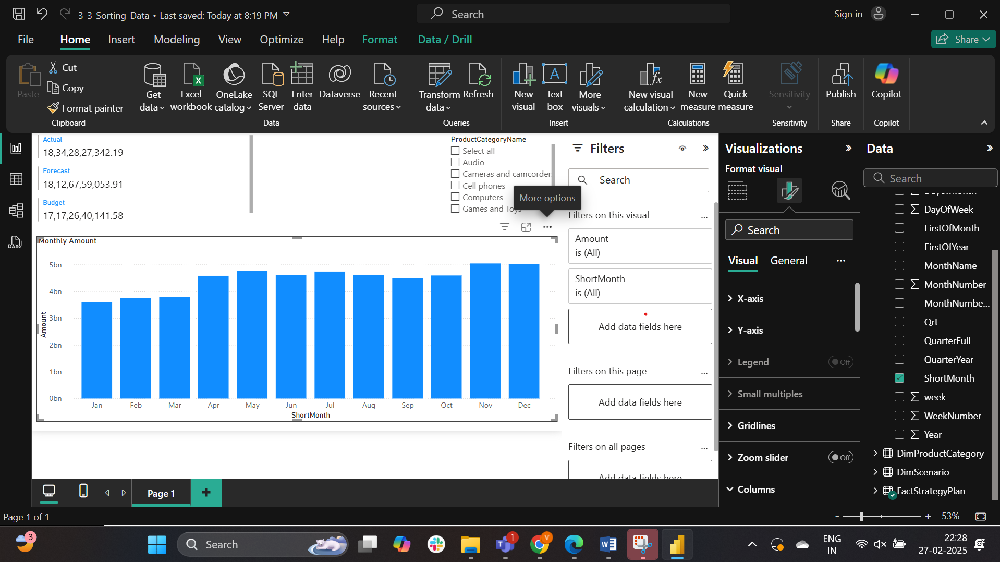 3_3_Sorting_Data • Last saved: Today at 8:19 PM
Search
Sign in
File
Home
Insert
Modeling
View
Optimize
Help
Format
Data / Drill
Share
Paste
Cut
Copy
Format painter
Clipboard
Get data
Excel workbook
OneLake catalog
SQL Server
Enter data
Dataverse
Recent sources
Data
Transform data
Refresh
Queries
New visual
Text box
More visuals
Insert
New visual calculation
New measure
Quick measure
Calculations
Sensitivity
Sensitivity
Publish
Share
Copilot
Copilot
DAX
Actual
18,34,28,27,342.19
Forecast
18,12,67,59,053.91
Budget
17,17,26,40,141.58
ProductCategoryName
Select all
Audio
Cameras and camcorder
Cell phones
Computers
Games and Toys
More options
Monthly Amount
Amount
5bn
4bn
3bn
2bn
1bn
0bn
Jan
Feb
Mar
Apr
May
Jun
Jul
Aug
Sep
Oct
Nov
Dec
ShortMonth
Filters
Search
Filters on this visual
...
Amount
is (All)
ShortMonth
is (All)
Add data fields here
Filters on this page
...
Add data fields here
Filters on all pages
...
Add data fields here
Visualizations
Format visual
Search
Visual
General
X-axis
Y-axis
Legend
Off
Small multiples
Gridlines
Zoom slider
Off
Columns
Data
Search
DayOfWeek
FirstOfMonth
FirstOfYear
MonthName
MonthNumber
MonthNumbe...
Qrt
QuarterFull
QuarterYear
ShortMonth
week
WeekNumber
Year
DimProductCategory
DimScenario
FactStrategyPlan
Page 1
+
Page 1 of 1
- + 53%
3
Search
1
V
ENG
IN
22:28
27-02-2025